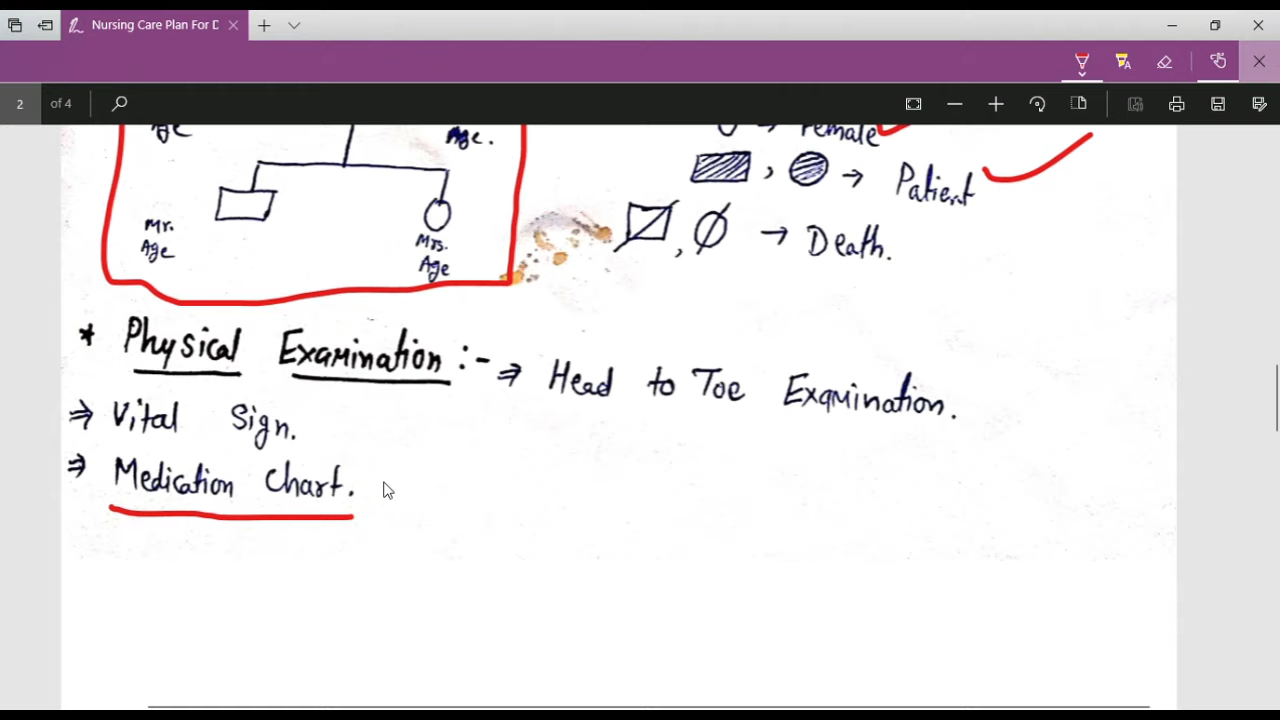 Nursing Care Plan For D
2 of 4
Age
Age.
Female
Patient
Mr.
Age
Mrs.
Age
, → Death.
* Physical Examination :- ⇒ Head to Toe Examination.
⇒ Vital Sign.
⇒ Medication Chart.